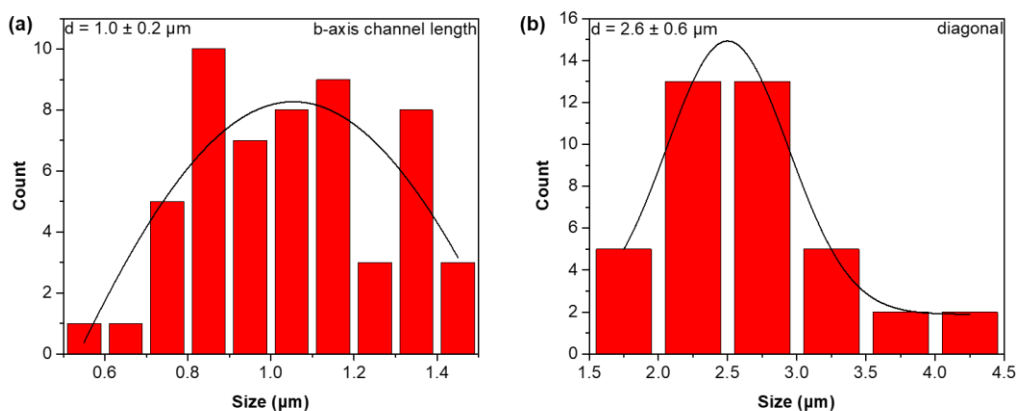 (a)
d = 1.0 ± 0.2 µm
b-axis channel length
10
8
6
4
2
0
Count
0.6 0.8 1.0 1.2 1.4
Size (µm)
(b)
d = 2.6 ± 0.6 µm
diagonal
16
14
12
10
8
6
4
2
0
Count
1.5 2.0 2.5 3.0 3.5 4.0 4.5
Size (µm)